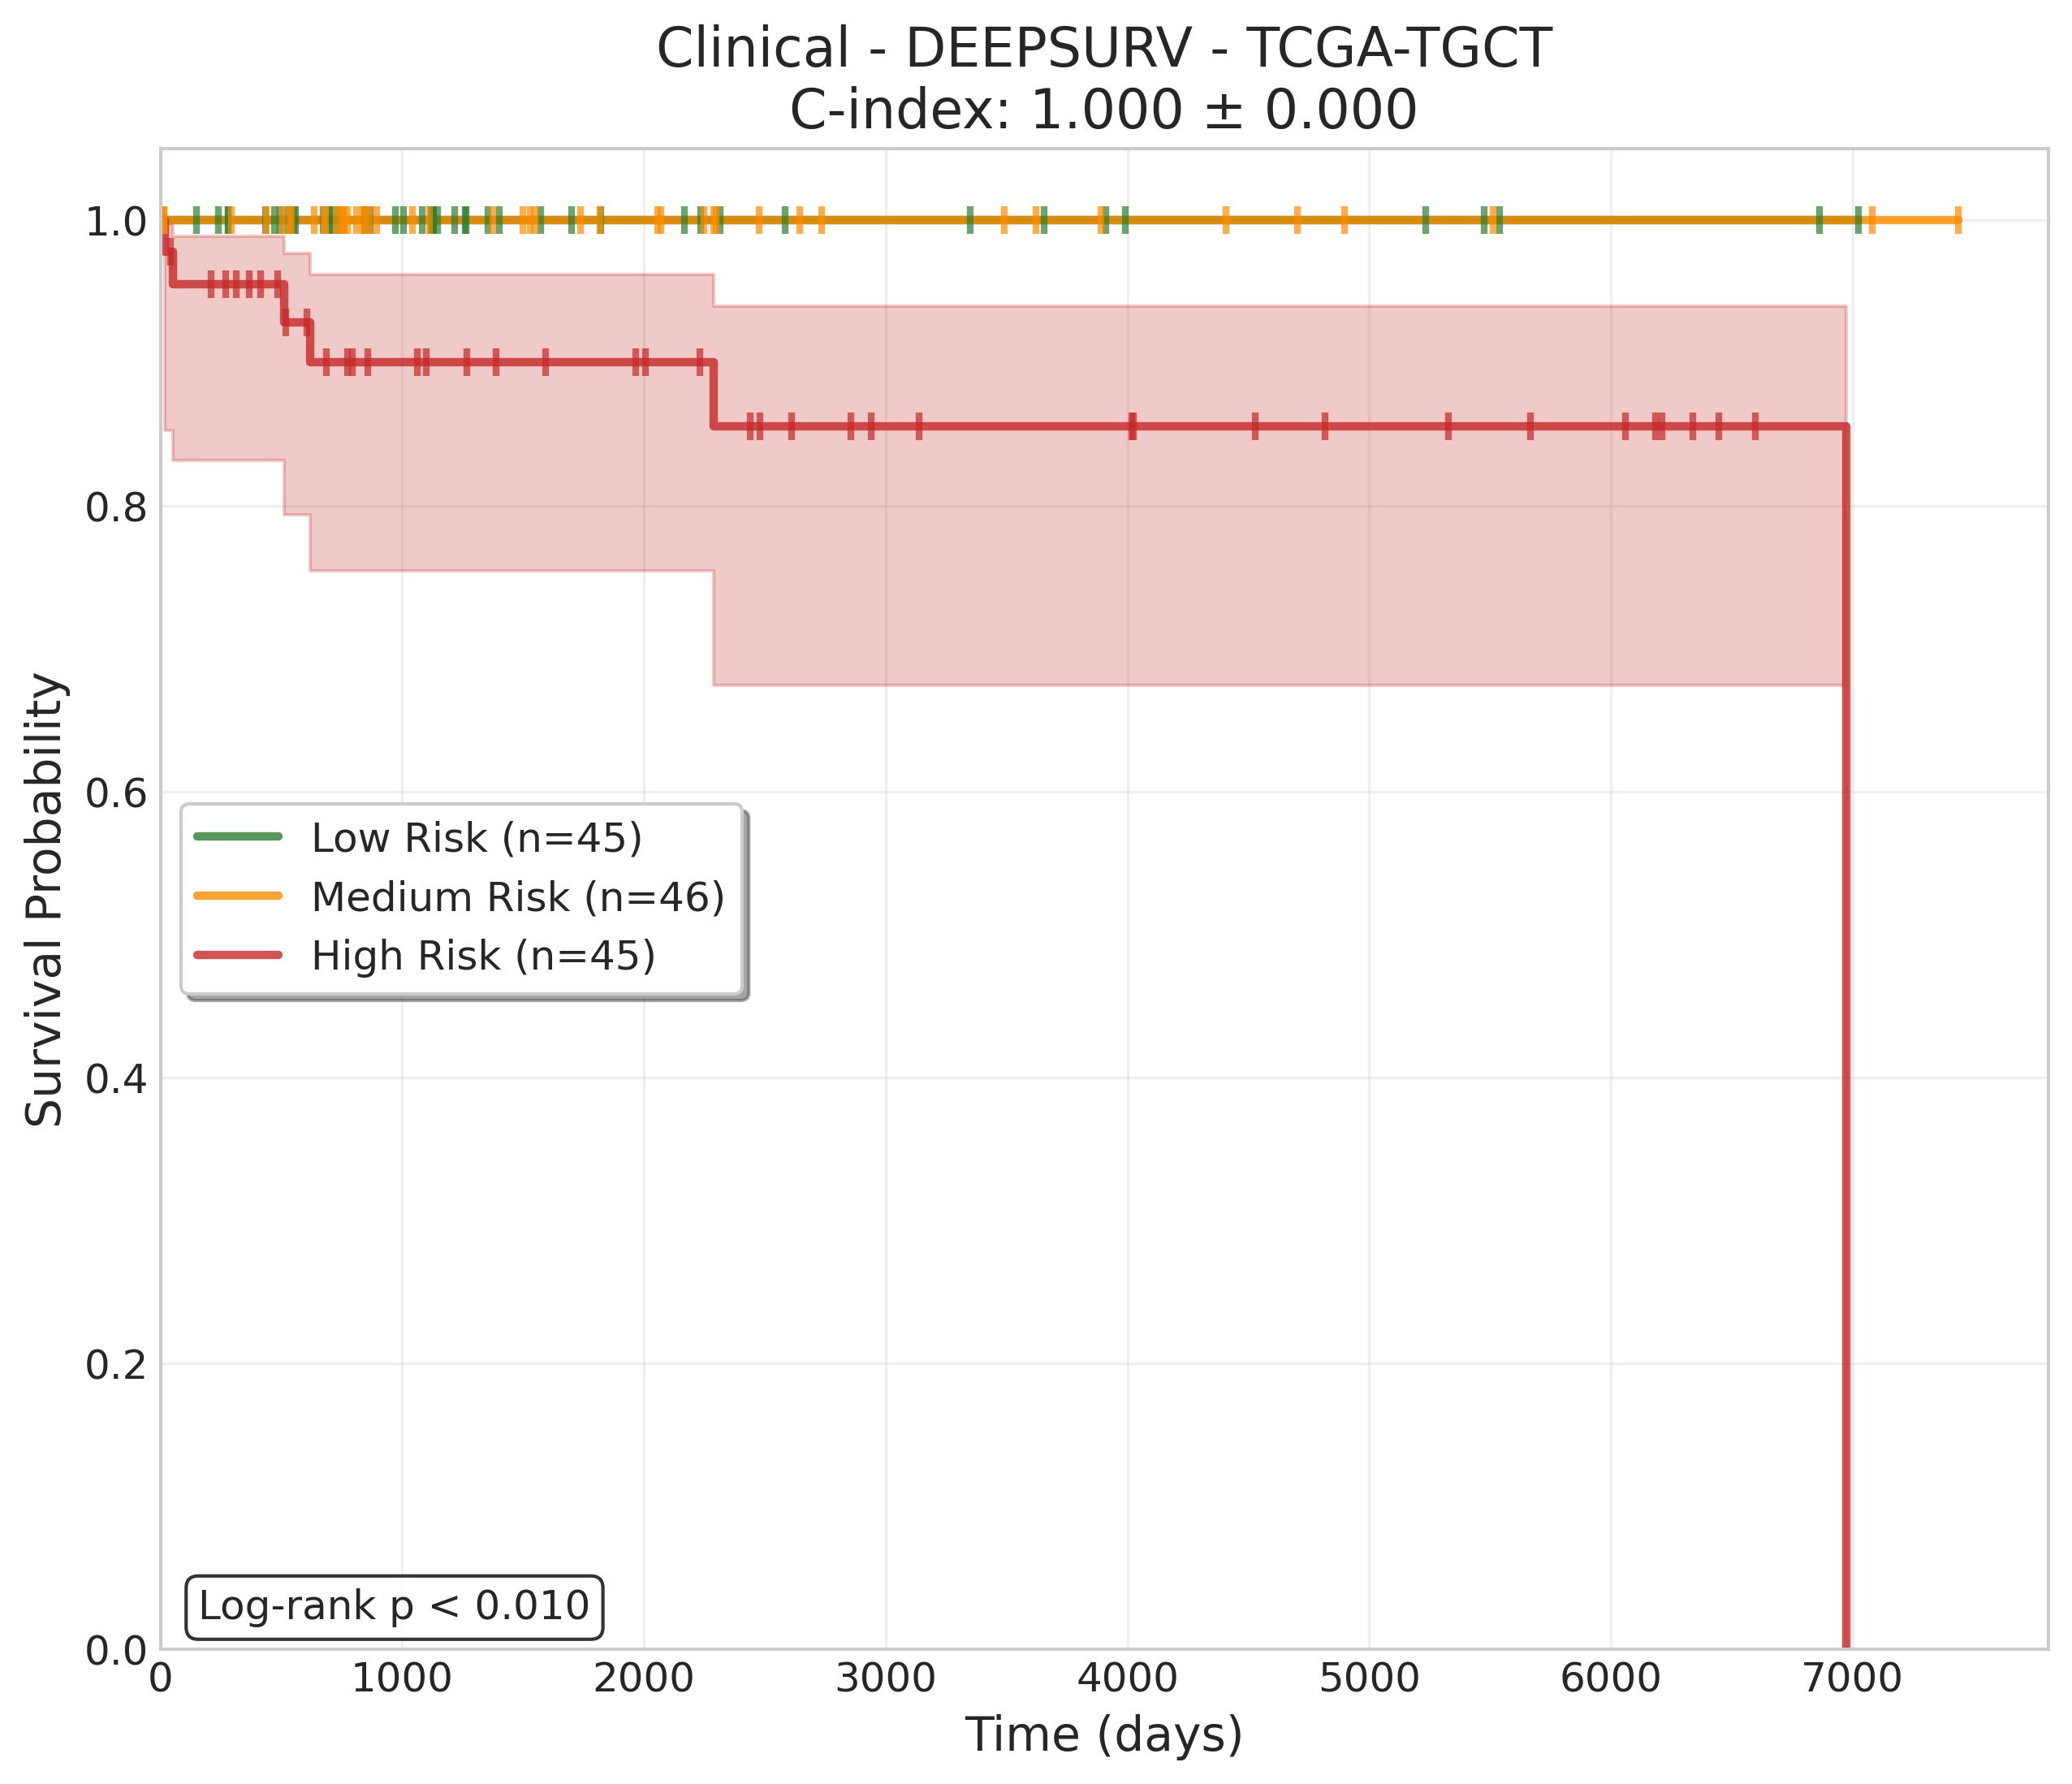 Clinical - DEEPSURV - TCGA-TGCT
C-index: 1.000 ± 0.000
Survival Probability
1.0
0.8
0.6
0.4
0.2
0.0
Low Risk (n=45)
Medium Risk (n=46)
High Risk (n=45)
Log-rank p < 0.010
0 1000 2000 3000 4000 5000 6000 7000
Time (days)